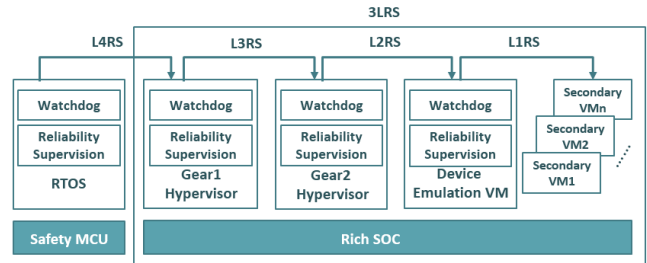 3LRS
L4RS
L3RS
L2RS
L1RS
Watchdog
Reliability
Supervision
RTOS
Watchdog
Reliability
Supervision
Gear1
Hypervisor
Watchdog
Reliability
Supervision
Gear2
Hypervisor
Watchdog
Reliability
Supervision
Device
Emulation VM
Secondary
VMn
Secondary
VM2
Secondary
VM1
Safety MCU
Rich SOC